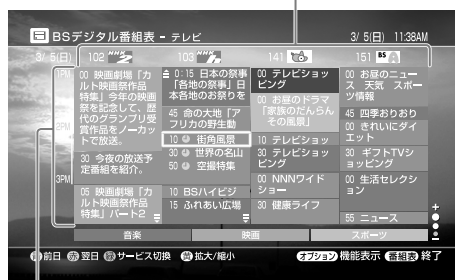 BSデジタル番組表 - テレビ
3/ 5(日) 11:38AM
3/ 5(日)
102 NHK 2
103 NHK h
141
151 BS
1PM
2PM
3PM
00 映画劇場「カ
ルト映画祭作品
特集」今年の映画
祭を記念して、歴
代のグランプリ受
賞作品をノーカッ
トで放送。
30 今夜の放送予
定番組を紹介。
05 映画劇場「カ
ルト映画祭作品
特集」パート2
0:15 日本の祭事
「各地の祭事」日
本各地のお祭りを
45 命の大地「ア
フリカの野生動
10 街角風景
30 世界の名山
50 空撮特集
10 BSハイビジ
15 ふれあい広場
00 テレビショッ
ピング
00 お昼のドラマ
「家族のだんらん
その風景」
10 テレビショッ
30 テレビショッ
ピング
00 NNNワイド
ショー
30 健康ライフ
00 お昼のニュー
ス 天気 スポー
ツ情報
45 四季おりおり
00 きれいにダイ
エット
30 ギフトTVシ
ョッピング
00 生活セレクシ
ョン
55 ニュース
音楽
映画
スポーツ
青 前日 赤 翌日 緑 サービス切換 黄 拡大/縮小
オプション 機能表示 番組表 終了